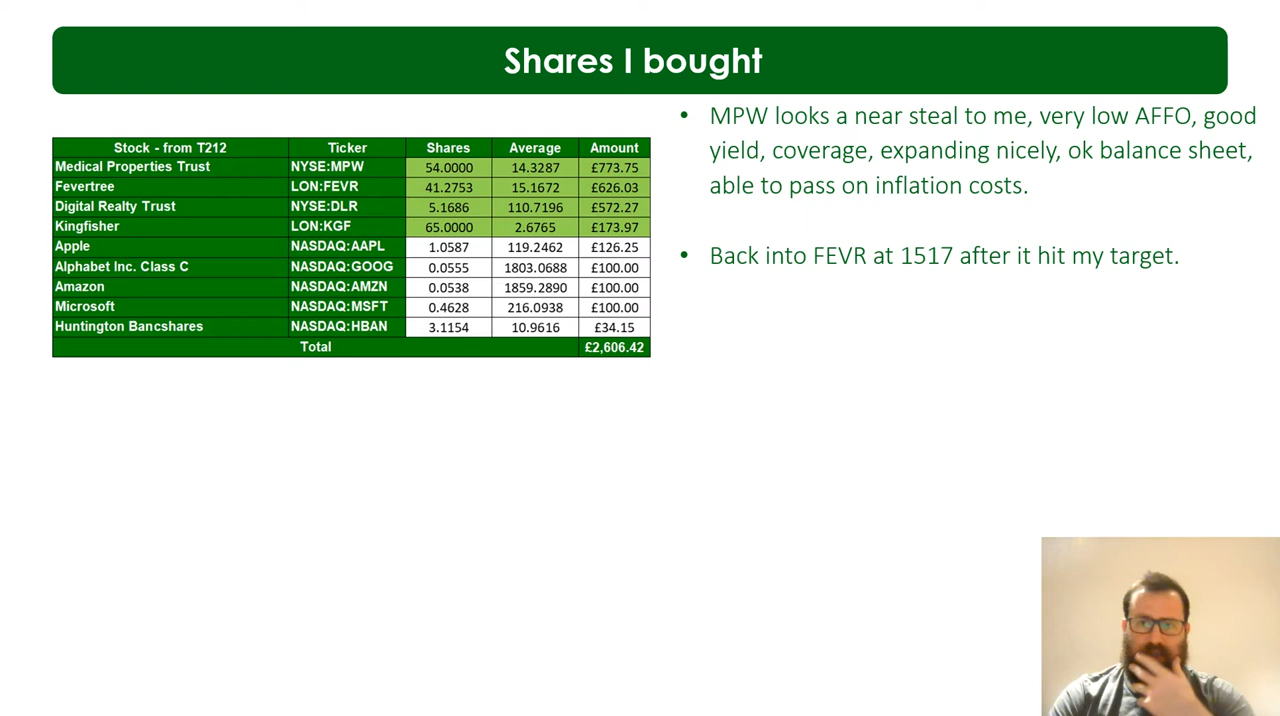 Shares I bought
Stock - from T212 Ticker Shares Average Amount
Medical Properties Trust NYSE:MPW 54.0000 14.3287 £773.75
Fevertree LON:FEVR 41.2753 15.1672 £626.03
Digital Realty Trust NYSE:DLR 5.1686 110.7196 £572.27
Kingfisher LON:KGF 65.0000 2.6765 £173.97
Apple NASDAQ:AAPL 1.0587 119.2462 £126.25
Alphabet Inc. Class C NASDAQ:GOOG 0.0555 1803.0688 £100.00
Amazon NASDAQ:AMZN 0.0538 1859.2890 £100.00
Microsoft NASDAQ:MSFT 0.4628 216.0938 £100.00
Huntington Bancshares NASDAQ:HBAN 3.1154 10.9616 £34.15
Total £2,606.42
• MPW looks a near steal to me, very low AFFO, good
yield, coverage, expanding nicely, ok balance sheet,
able to pass on inflation costs.
• Back into FEVR at 1517 after it hit my target.